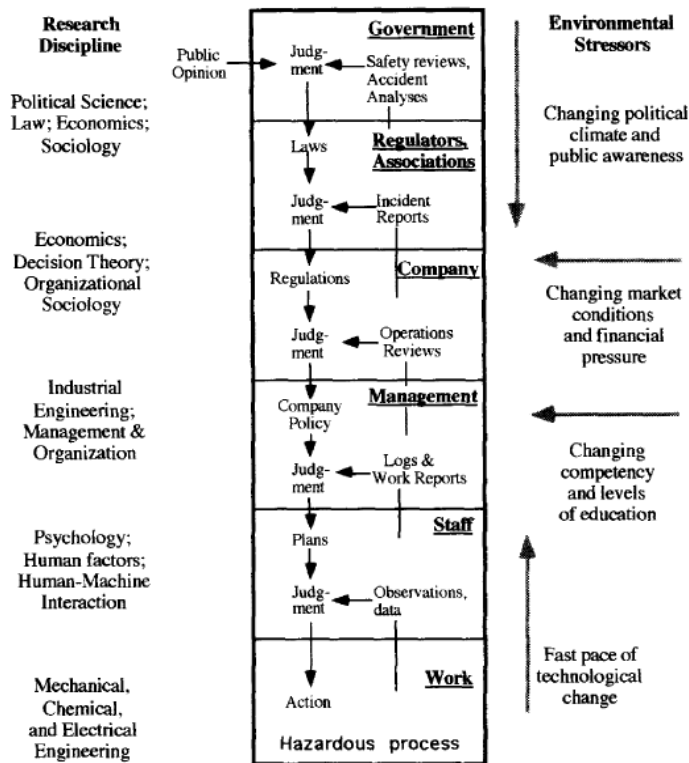 Research
Discipline
Political Science;
Law; Economics;
Sociology
Economics;
Decision Theory;
Organizational
Sociology
Industrial
Engineering;
Management &
Organization
Psychology;
Human factors;
Human-Machine
Interaction
Mechanical,
Chemical,
and Electrical
Engineering
Public
Opinion
Government
Judg-
ment
Safety reviews,
Accident
Analyses
Laws
Regulators,
Associations
Judg-
ment
Incident
Reports
Company
Regulations
Judg-
ment
Operations
Reviews
Management
Company
Policy
Judg-
ment
Logs &
Work Reports
Staff
Plans
Judg-
ment
Observations,
data
Work
Action
Hazardous process
Environmental
Stressors
Changing political
climate and
public awareness
Changing market
conditions
and financial
pressure
Changing
competency
and levels
of education
Fast pace of
technological
change